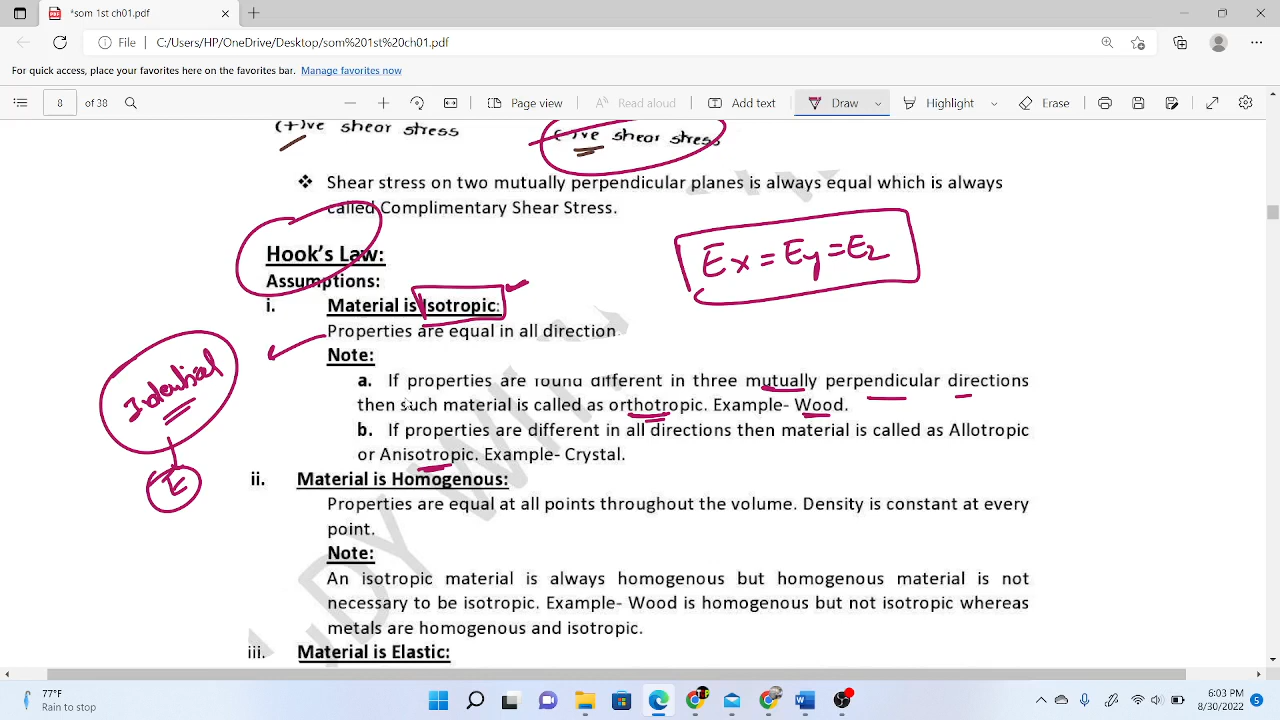 *som 1st ch01.pdf
File
C:/Users/HP/OneDrive/Desktop/som%201st%20ch01.pdf
For quick access, place your favorites here on the favorites bar. Manage favorites now
8 of 38
Page view
Read aloud
Add text
Draw
Highlight
Erase
(+)ve shear stress
(-)ve shear stress
❖ Shear stress on two mutually perpendicular planes is always equal which is always
called Complimentary Shear Stress.
Hook's Law:
Ex = Ey = Ez
Assumptions:
i. Material is Isotropic:
Properties are equal in all direction.
Note:
Identical
E
a. If properties are found different in three mutually perpendicular directions
then such material is called as orthotropic. Example- Wood.
b. If properties are different in all directions then material is called as Allotropic
or Anisotropic. Example- Crystal.
ii. Material is Homogenous:
Properties are equal at all points throughout the volume. Density is constant at every
point.
Note:
An isotropic material is always homogenous but homogenous material is not
necessary to be isotropic. Example- Wood is homogenous but not isotropic whereas
metals are homogenous and isotropic.
iii. Material is Elastic:
77°F
Rain to stop
6:03 PM
8/30/2022
5